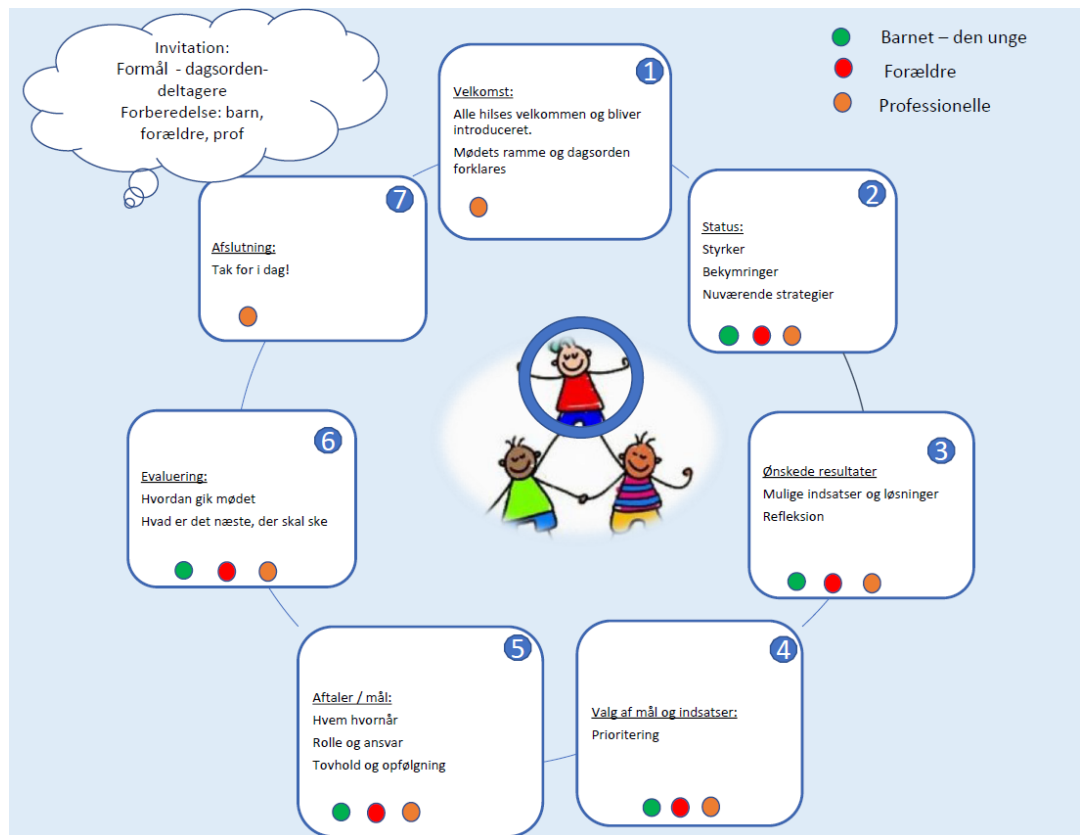 Invitation:
Formål - dagsorden-
deltagere
Forberedelse: barn,
forældre, prof
Barnet – den unge
Forældre
Professionelle
1
Velkomst:
Alle hilses velkommen og bliver
introduceret.
Mødets ramme og dagsorden
forklares
2
Status:
Styrker
Bekymringer
Nuværende strategier
3
Ønskede resultater
Mulige indsatser og løsninger
Refleksion
4
Valg af mål og indsatser:
Prioritering
5
Aftaler / mål:
Hvem hvornår
Rolle og ansvar
Tovhold og opfølgning
6
Evaluering:
Hvordan gik mødet
Hvad er det næste, der skal ske
7
Afslutning:
Tak for i dag!